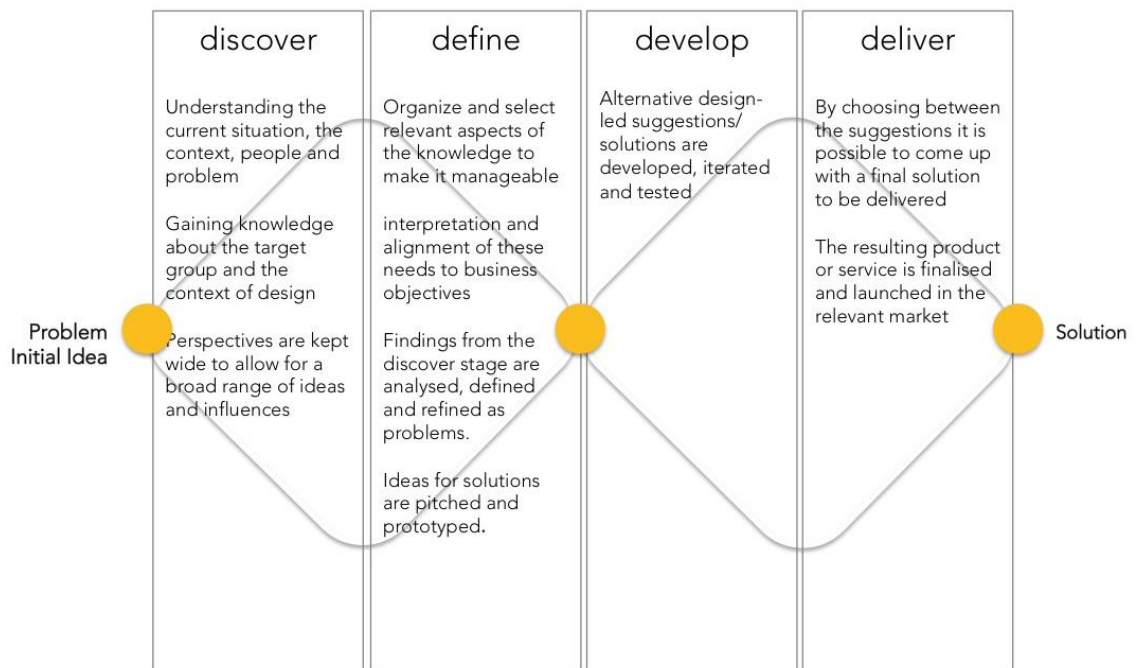 discover
Understanding the
current situation, the
context, people and
problem
Gaining knowledge
about the target
group and the
context of design
Perspectives are kept
wide to allow for a
broad range of ideas
and influences
define
Organize and select
relevant aspects of
the knowledge to
make it manageable
interpretation and
alignment of these
needs to business
objectives
Findings from the
discover stage are
analysed, defined
and refined as
problems.
Ideas for solutions
are pitched and
prototyped.
develop
Alternative design-
led suggestions/
solutions are
developed, iterated
and tested
deliver
By choosing between
the suggestions it is
possible to come up
with a final solution
to be delivered
The resulting product
or service is finalised
and launched in the
relevant market
Problem
Initial Idea
Solution